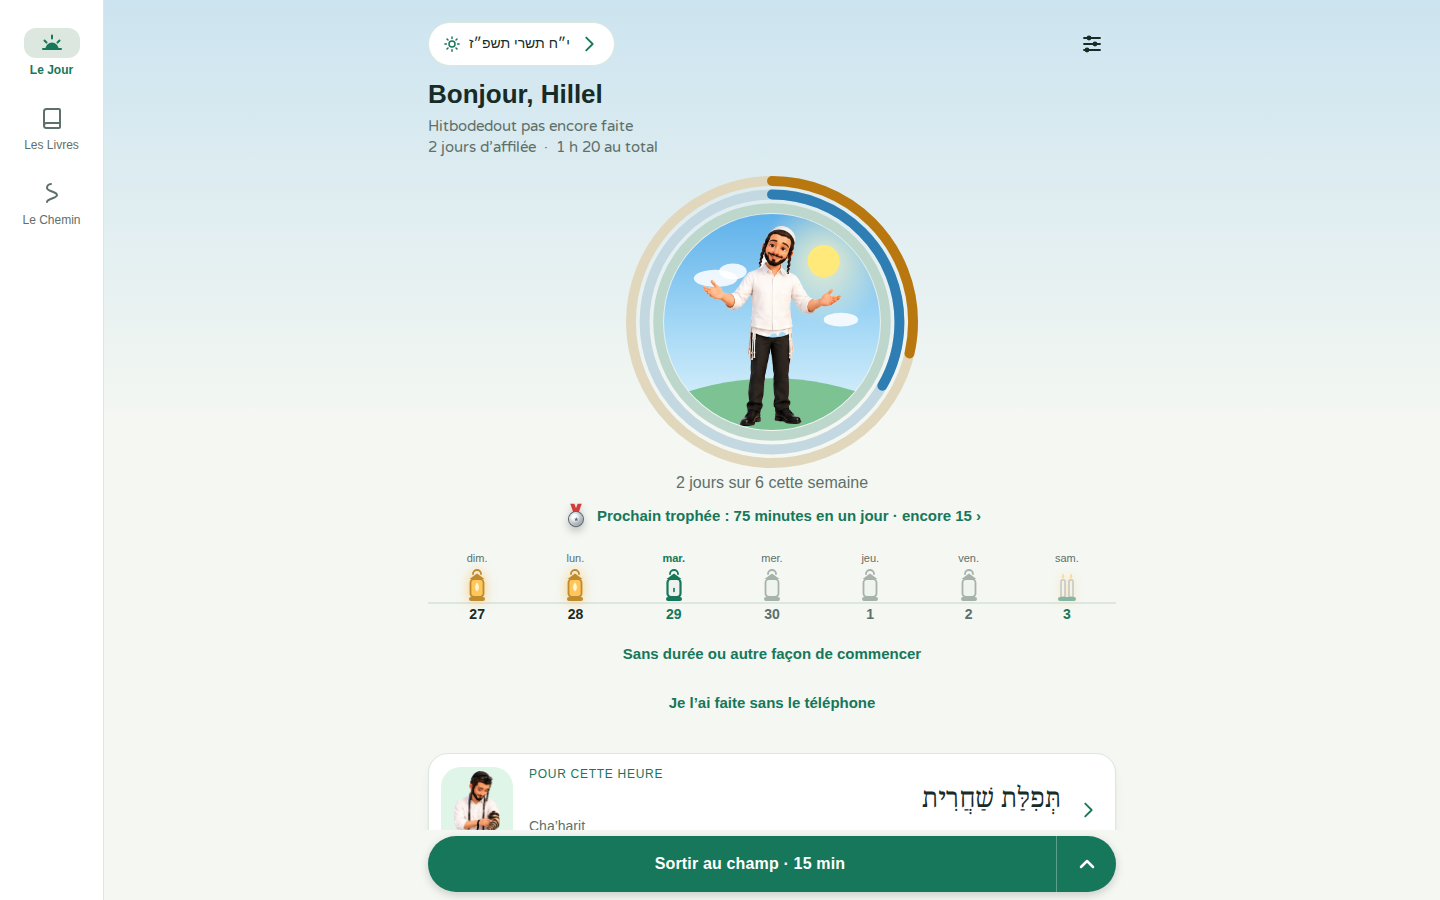 Le Jour
Les Livres
Le Chemin
י״ח תשרי תשפ״ז
Bonjour, Hillel
Hitbodedout pas encore faite
2 jours d’affilée · 1 h 20 au total
2 jours sur 6 cette semaine
Prochain trophée : 75 minutes en un jour · encore 15 ›
dim. lun. mar. mer. jeu. ven. sam.
27 28 29 30 1 2 3
Sans durée ou autre façon de commencer
Je l’ai faite sans le téléphone
POUR CETTE HEURE
תְּפִלַּת שַׁחֲרִית
Cha’harit
Sortir au champ · 15 min